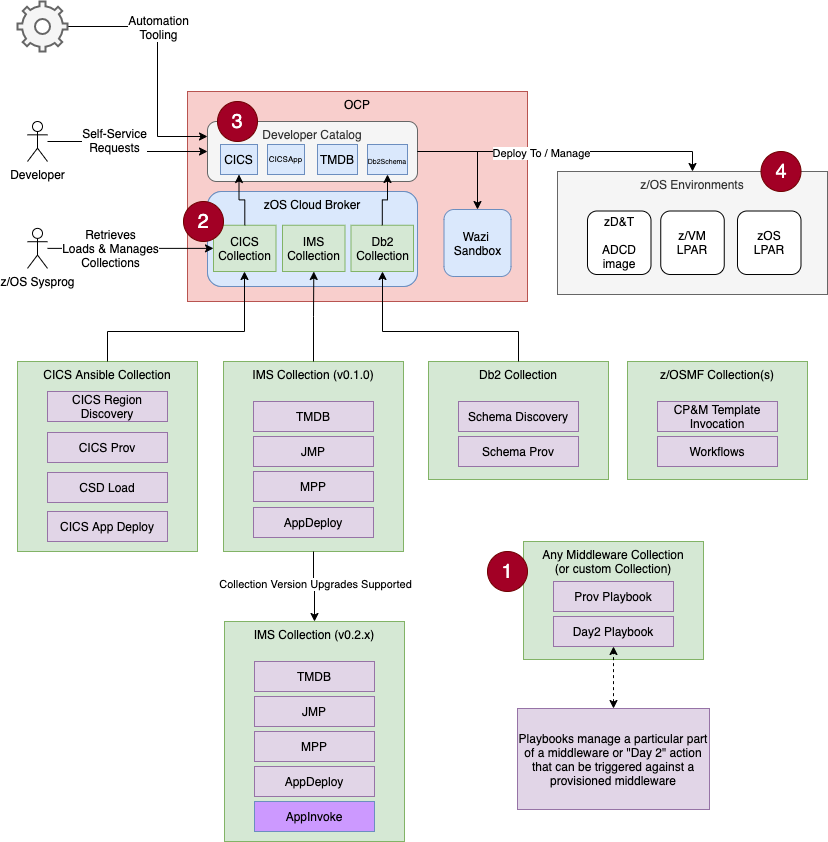 Automation
Tooling
OCP
3
Developer Catalog
CICS
CICSApp
TMDB
Db2Schema
Self-Service
Requests
Developer
Deploy To / Manage
4
z/OS Environments
zD&T
ADCD
image
z/VM
LPAR
zOS
LPAR
2
zOS Cloud Broker
CICS
Collection
IMS
Collection
Db2
Collection
Wazi
Sandbox
Retrieves
Loads & Manages
Collections
z/OS Sysprog
CICS Ansible Collection
CICS Region
Discovery
CICS Prov
CSD Load
CICS App Deploy
IMS Collection (v0.1.0)
TMDB
JMP
MPP
AppDeploy
Db2 Collection
Schema Discovery
Schema Prov
z/OSMF Collection(s)
CP&M Template
Invocation
Workflows
Collection Version Upgrades Supported
IMS Collection (v0.2.x)
TMDB
JMP
MPP
AppDeploy
AppInvoke
1
Any Middleware Collection
(or custom Collection)
Prov Playbook
Day2 Playbook
Playbooks manage a particular part
of a middleware or "Day 2" action
that can be triggered against a
provisioned middleware